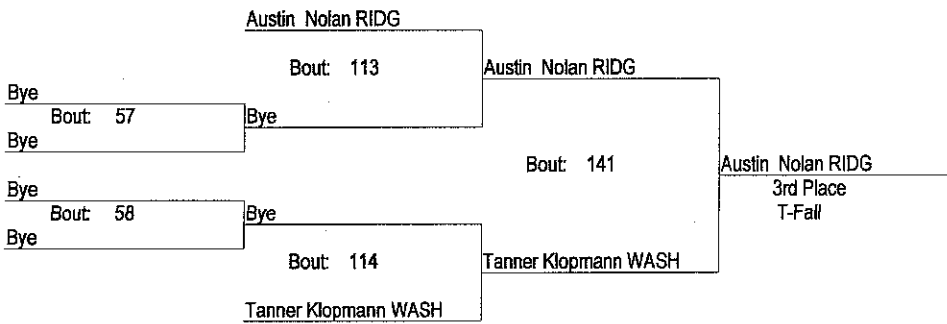 Austin Nolan RIDG
Bout: 113
Austin Nolan RIDG
Bye
Bout: 57
Bye
Bye
Bout: 141
Austin Nolan RIDG
3rd Place
T-Fall
Bye
Bout: 58
Bye
Bye
Bout: 114
Tanner Klopmann WASH
Tanner Klopmann WASH